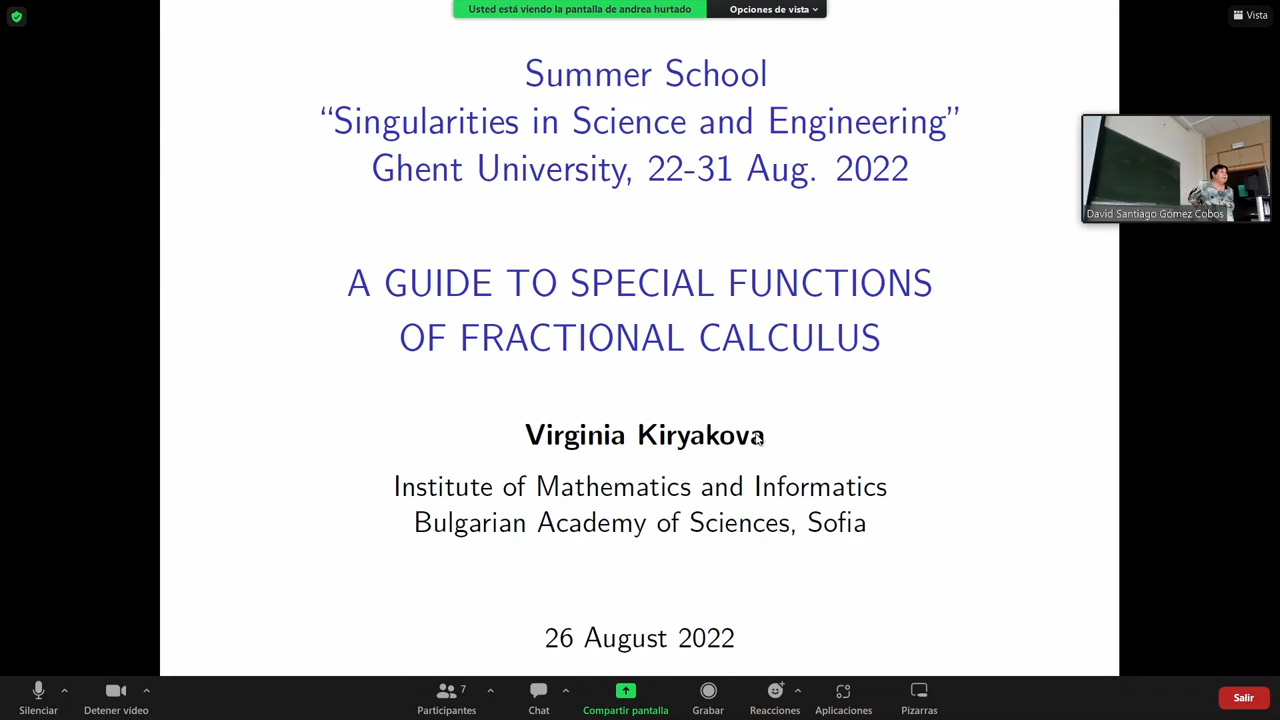 Usted está viendo la pantalla de andrea hurtado
Opciones de vista
Vista
Summer School
“Singularities in Science and Engineering”
Ghent University, 22-31 Aug. 2022
David Santiago Gómez Cobos
A GUIDE TO SPECIAL FUNCTIONS
OF FRACTIONAL CALCULUS
Virginia Kiryakova
Institute of Mathematics and Informatics
Bulgarian Academy of Sciences, Sofia
26 August 2022
Silenciar
Detener vídeo
Participantes
7
Chat
Compartir pantalla
Grabar
Reacciones
Aplicaciones
Pizarras
Salir